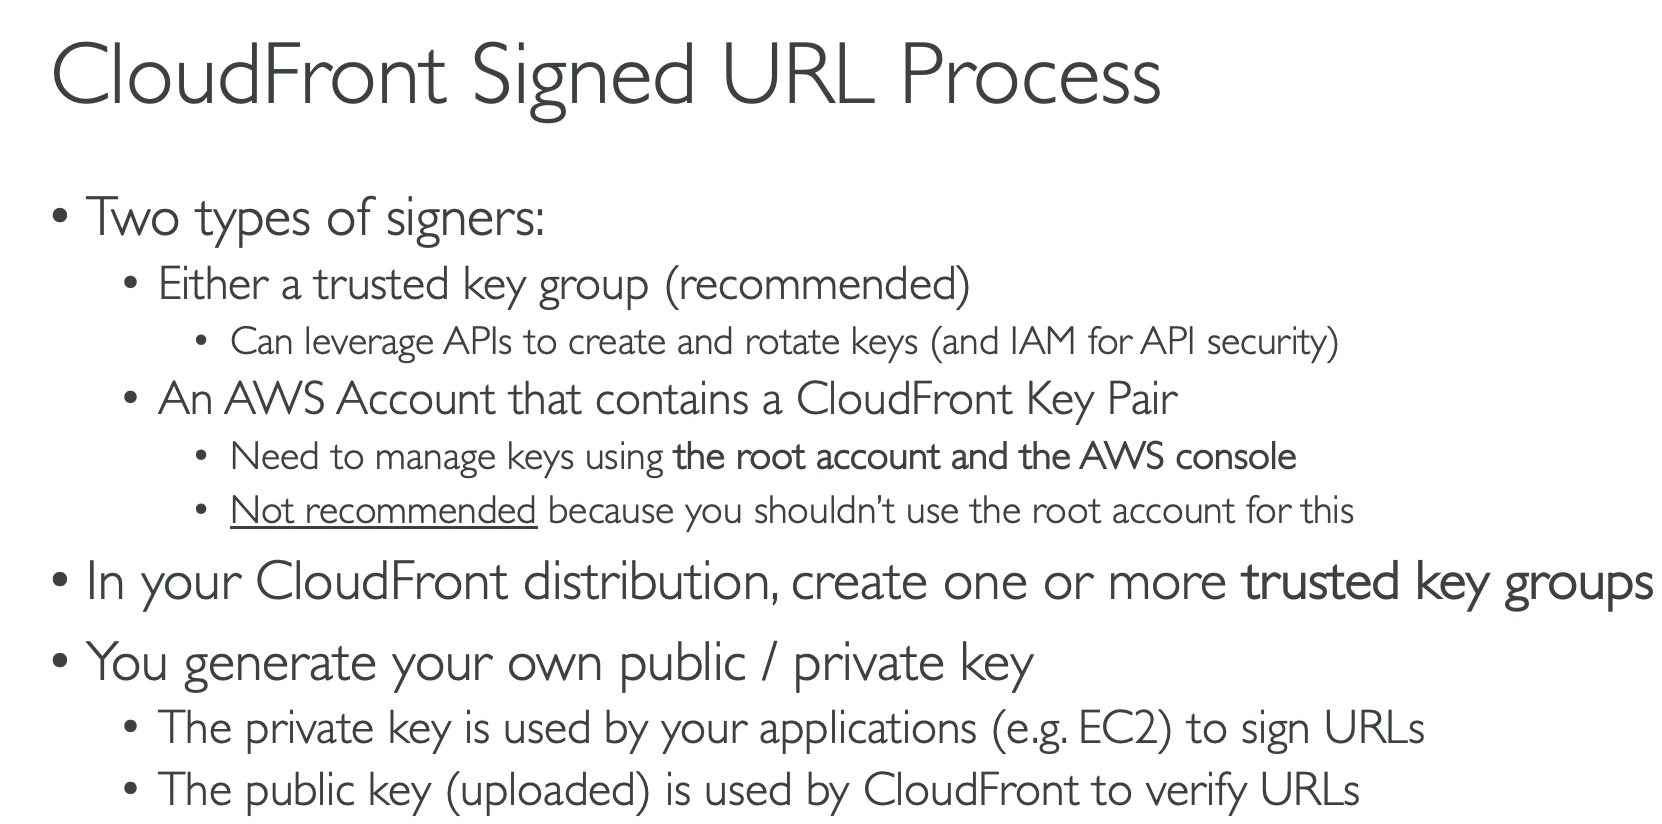 CloudFront Signed URL Process
• Two types of signers:
• Either a trusted key group (recommended)
• Can leverage APIs to create and rotate keys (and IAM for API security)
• An AWS Account that contains a CloudFront Key Pair
• Need to manage keys using the root account and the AWS console
• Not recommended because you shouldn’t use the root account for this
• In your CloudFront distribution, create one or more trusted key groups
• You generate your own public / private key
• The private key is used by your applications (e.g. EC2) to sign URLs
• The public key (uploaded) is used by CloudFront to verify URLs